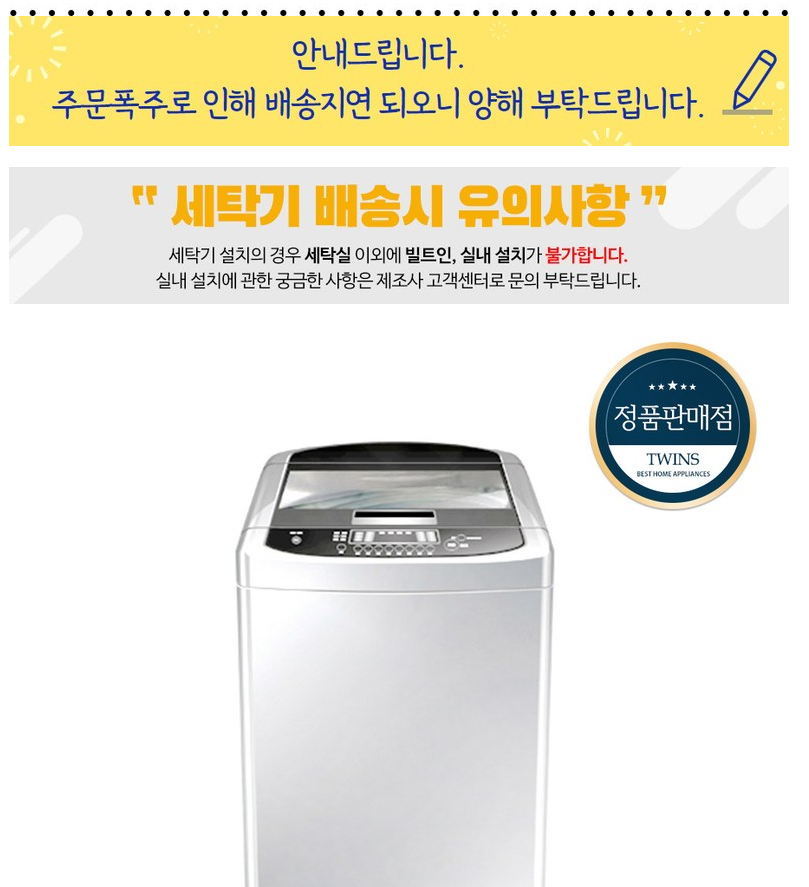 안내드립니다.
주문폭주로 인해 배송지연 되오니 양해 부탁드립니다.
" 세탁기 배송시 유의사항 "
세탁기 설치의 경우 세탁실 이외에 빌트인, 실내 설치가 불가합니다.
실내 설치에 관한 궁금한 사항은 제조사 고객센터로 문의 부탁드립니다.
정품판매점
TWINS
BEST HOME APPLIANCES